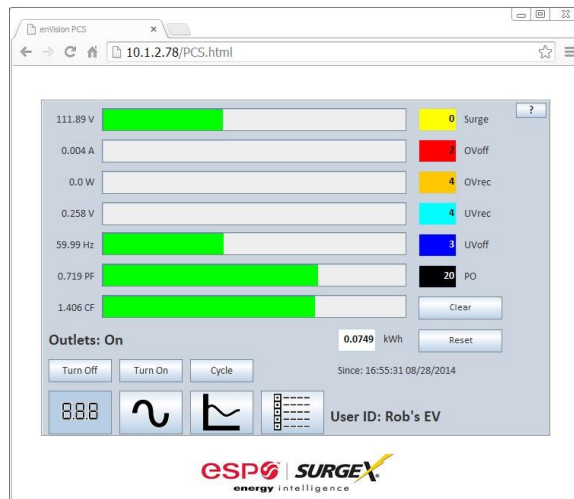 enVision PCS
10.1.2.78/PCS.html
?
111.89 V 0 Surge
0.004 A 2 OVoff
0.0 W 4 OVrec
0.258 V 4 UVrec
59.99 Hz 3 UVoff
0.719 PF 20 PO
1.406 CF Clear
Outlets: On 0.0749 kWh Reset
Turn Off Turn On Cycle Since: 16:55:31 08/28/2014
8.8.8 User ID: Rob's EV
espo SURGEX
energy intelligence